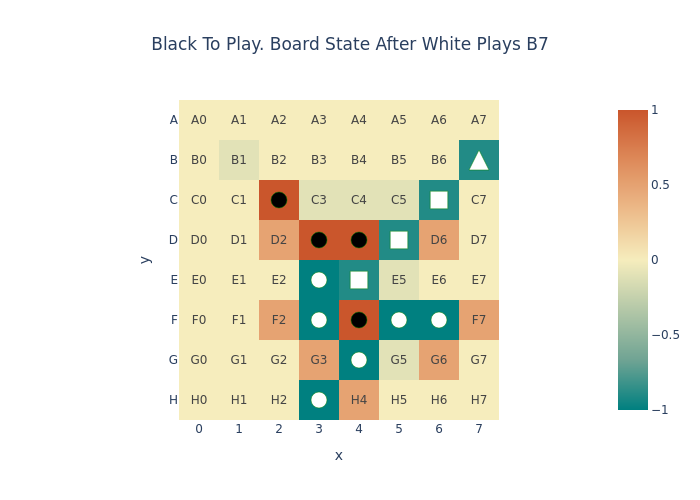 Black To Play. Board State After White Plays B7
A A0 A1 A2 A3 A4 A5 A6 A7
B B0 B1 B2 B3 B4 B5 B6
C C0 C1 C3 C4 C5 C7
D D0 D1 D2 D6 D7
E E0 E1 E2 E5 E6 E7
F F0 F1 F2 F7
G G0 G1 G2 G3 G5 G6 G7
H H0 H1 H2 H4 H5 H6 H7
0 1 2 3 4 5 6 7
x
y
1
0.5
0
−0.5
−1